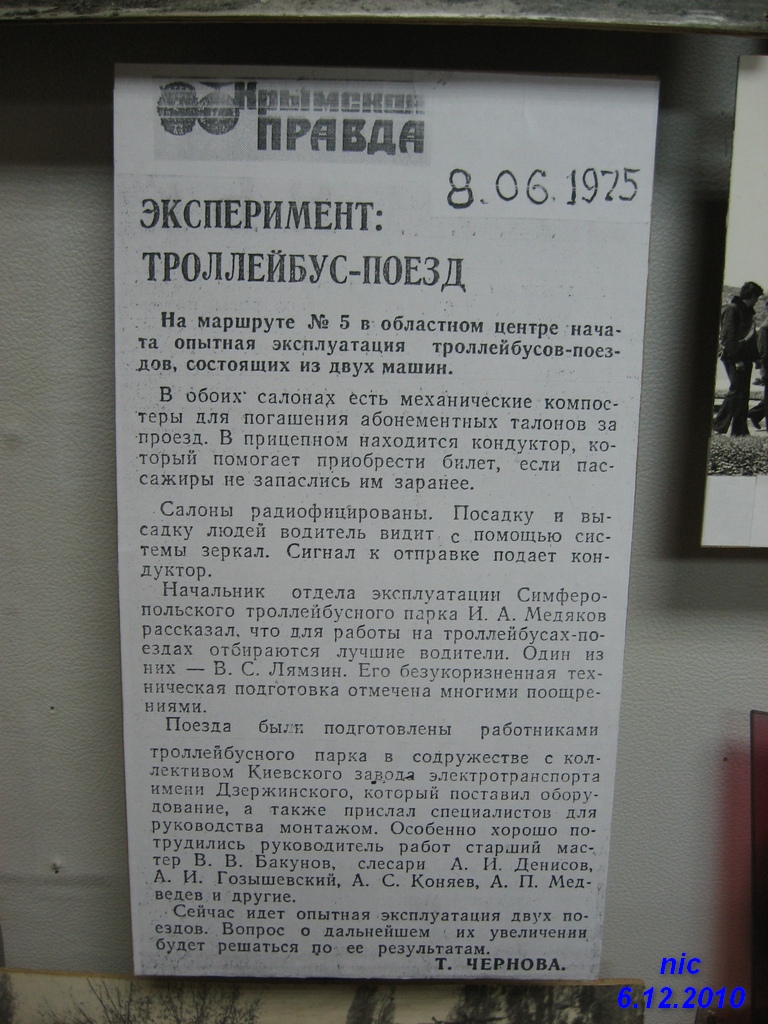 Крымская
ПРАВДА
8.06.1975
ЭКСПЕРИМЕНТ:
ТРОЛЛЕЙБУС-ПОЕЗД
На маршруте № 5 в областном центре нача-
та опытная эксплуатация троллейбусов-поез-
дов, состоящих из двух машин.
В обоих салонах есть механические компос-
теры для погашения абонементных талонов за
проезд. В прицепном находится кондуктор, ко-
торый помогает приобрести билет, если пас-
сажиры не запаслись им заранее.
Салоны радиофицированы. Посадку и вы-
садку людей водитель видит с помощью сис-
темы зеркал. Сигнал к отправке подает кон-
дуктор.
Начальник отдела эксплуатации Симферо-
польского троллейбусного парка И. А. Медяков
рассказал, что для работы на троллейбусах-по-
ездах отбираются лучшие водители. Один из
них — В. С. Лямзин. Его безукоризненная тех-
ническая подготовка отмечена многими поощре-
ниями.
Поезда были подготовлены работниками
троллейбусного парка в содружестве с кол-
лективом Киевского завода электротранспорта
имени Дзержинского, который поставил обору-
дование, а также прислал специалистов для
руководства монтажом. Особенно хорошо по-
трудились руководитель работ старший мас-
тер В. В. Бакунов, слесари А. И. Денисов,
А. И. Гозышевский, А. С. Коняев, А. П. Мед-
ведев и другие.
Сейчас идет опытная эксплуатация двух по-
ездов. Вопрос о дальнейшем их увеличении
будет решаться по ее результатам.
Т. ЧЕРНОВА.
nic
6.12.2010